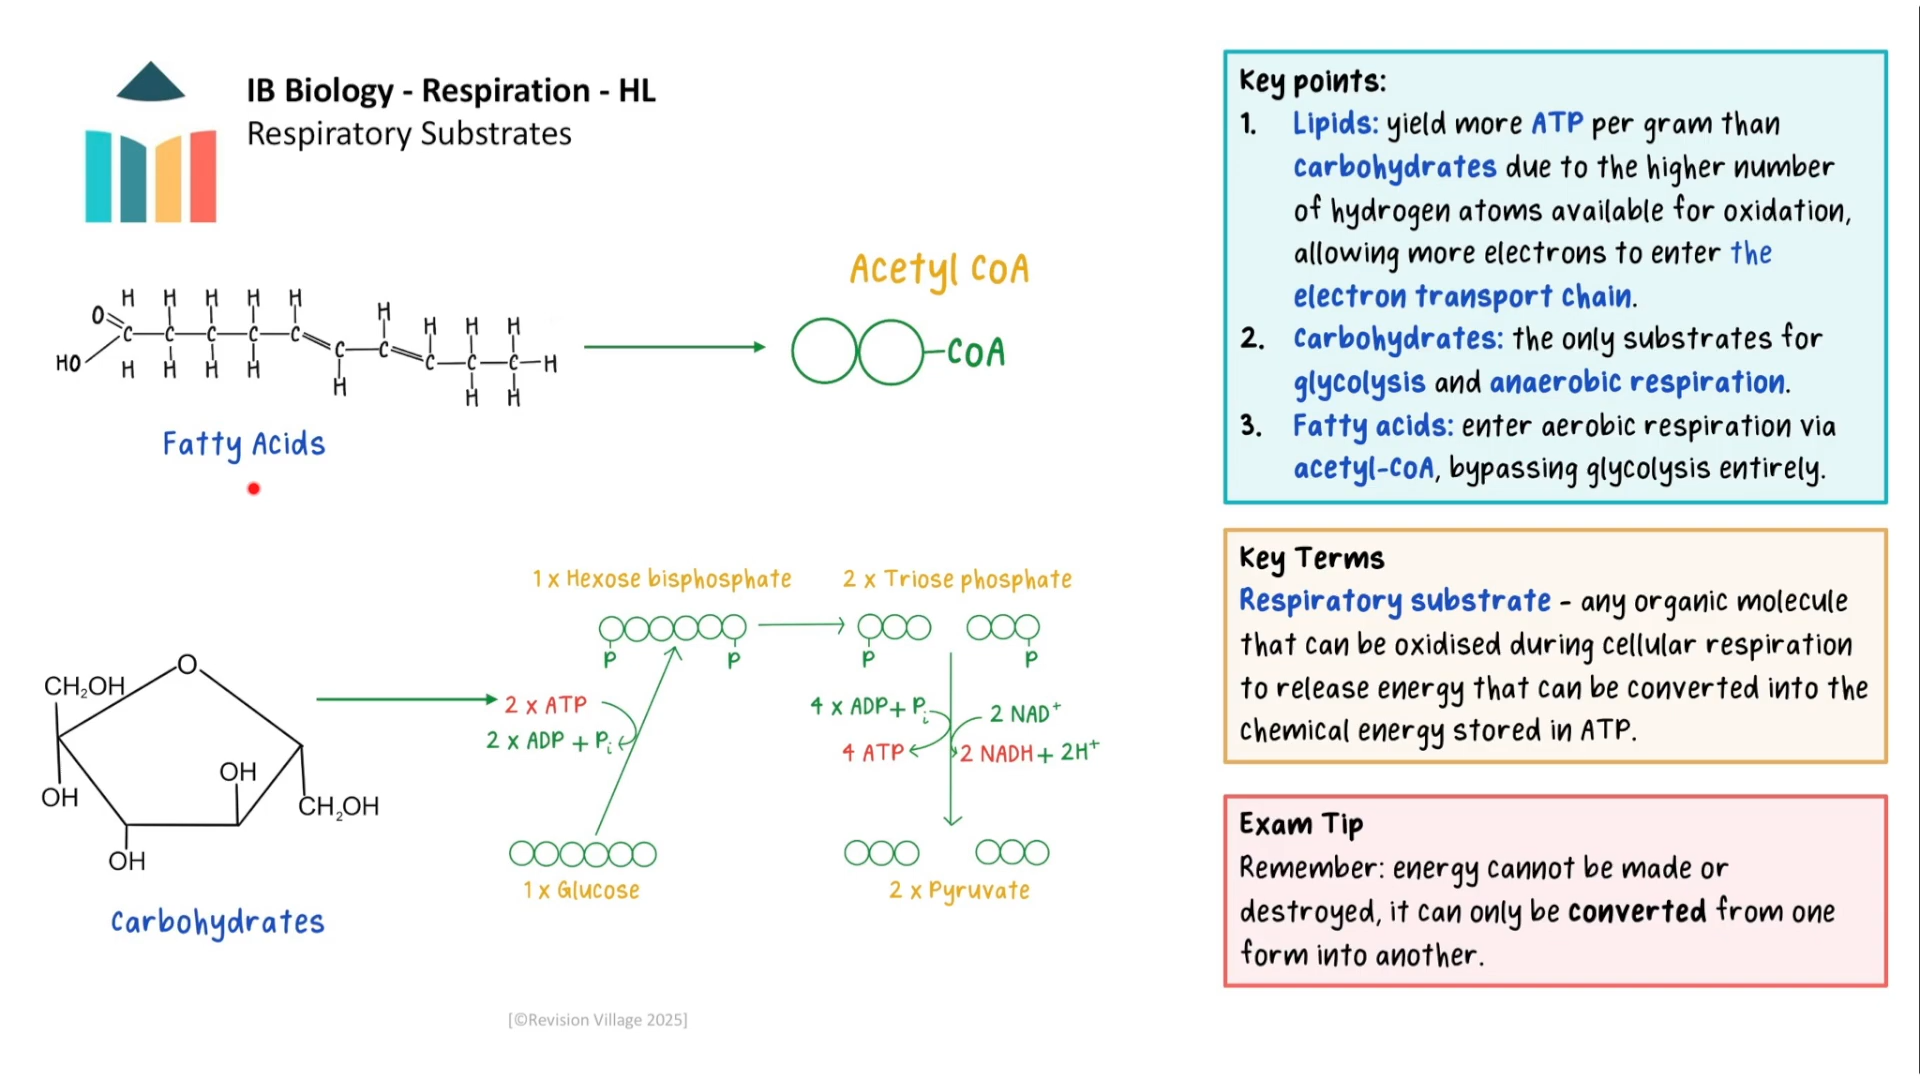 IB Biology - Respiration - HL
Respiratory Substrates
H H H H H
H
O
H H H
C C C C C
C C
C C C H
HO
H H H H
H
H H
Fatty Acids
Acetyl CoA
CoA
1 x Hexose bisphosphate
2 x Triose phosphate
P P
P P
2 x ATP
2 x ADP + Pi
4 x ADP+ Pi
4 ATP
2 NAD⁺
2 NADH + 2H⁺
1 x Glucose
2 x Pyruvate
O
CH₂OH
OH
OH
CH₂OH
OH
Carbohydrates
[©Revision Village 2025]
Key points:
1. Lipids: yield more ATP per gram than
carbohydrates due to the higher number
of hydrogen atoms available for oxidation,
allowing more electrons to enter the
electron transport chain.
2. Carbohydrates: the only substrates for
glycolysis and anaerobic respiration.
3. Fatty acids: enter aerobic respiration via
acetyl-CoA, bypassing glycolysis entirely.
Key Terms
Respiratory substrate - any organic molecule
that can be oxidised during cellular respiration
to release energy that can be converted into the
chemical energy stored in ATP.
Exam Tip
Remember: energy cannot be made or
destroyed, it can only be converted from one
form into another.